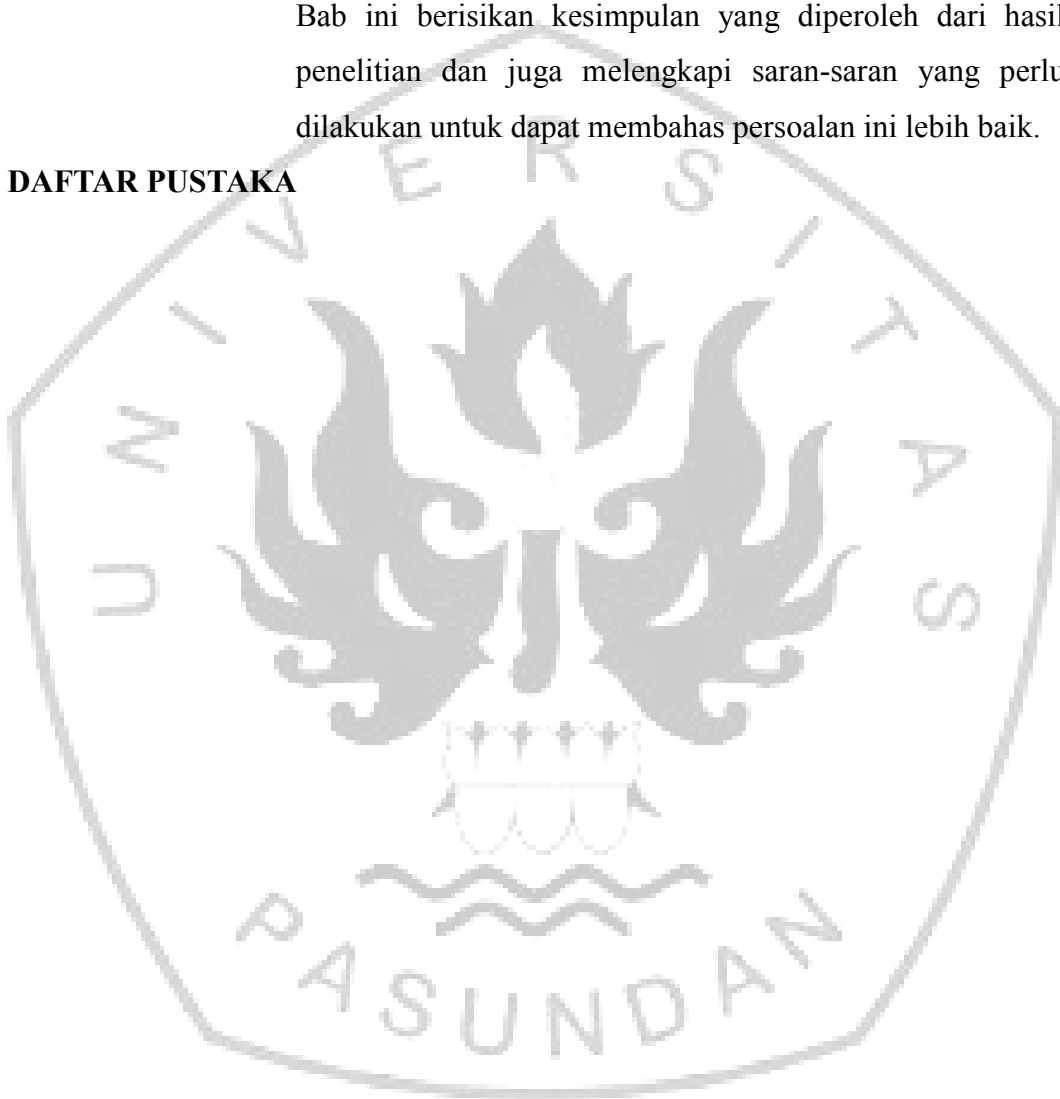 Bab ini berisikan kesimpulan yang diperoleh dari hasil
penelitian dan juga melengkapi saran-saran yang perlu
dilakukan untuk dapat membahas persoalan ini lebih baik.
DAFTAR PUSTAKA
UNIVERSITAS
PASUNDAN